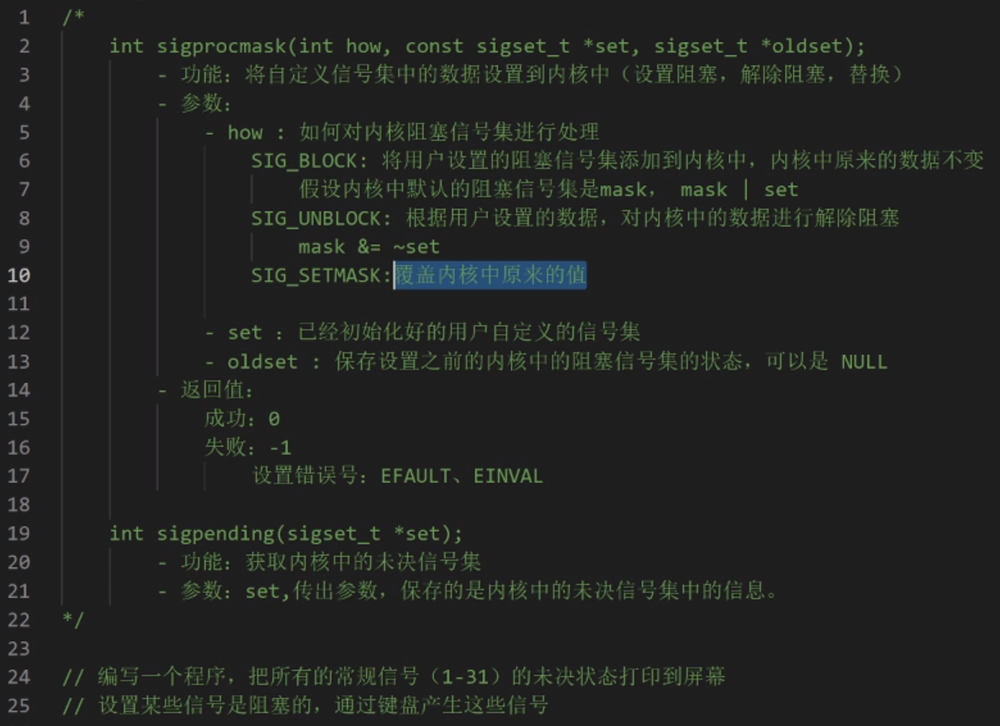 1 /*
2 int sigprocmask(int how, const sigset_t *set, sigset_t *oldset);
3 - 功能：将自定义信号集中的数据设置到内核中（设置阻塞，解除阻塞，替换）
4 - 参数：
5 - how : 如何对内核阻塞信号集进行处理
6 SIG_BLOCK: 将用户设置的阻塞信号集添加到内核中，内核中原来的数据不变
7 假设内核中默认的阻塞信号集是mask， mask | set
8 SIG_UNBLOCK: 根据用户设置的数据，对内核中的数据进行解除阻塞
9 mask &= ~set
10 SIG_SETMASK:覆盖内核中原来的值
11
12 - set : 已经初始化好的用户自定义的信号集
13 - oldset : 保存设置之前的内核中的阻塞信号集的状态，可以是 NULL
14 - 返回值：
15 成功：0
16 失败：-1
17 设置错误号：EFAULT、EINVAL
18
19 int sigpending(sigset_t *set);
20 - 功能：获取内核中的未决信号集
21 - 参数：set,传出参数，保存的是内核中的未决信号集中的信息。
22 */
23
24 // 编写一个程序，把所有的常规信号（1-31）的未决状态打印到屏幕
25 // 设置某些信号是阻塞的，通过键盘产生这些信号